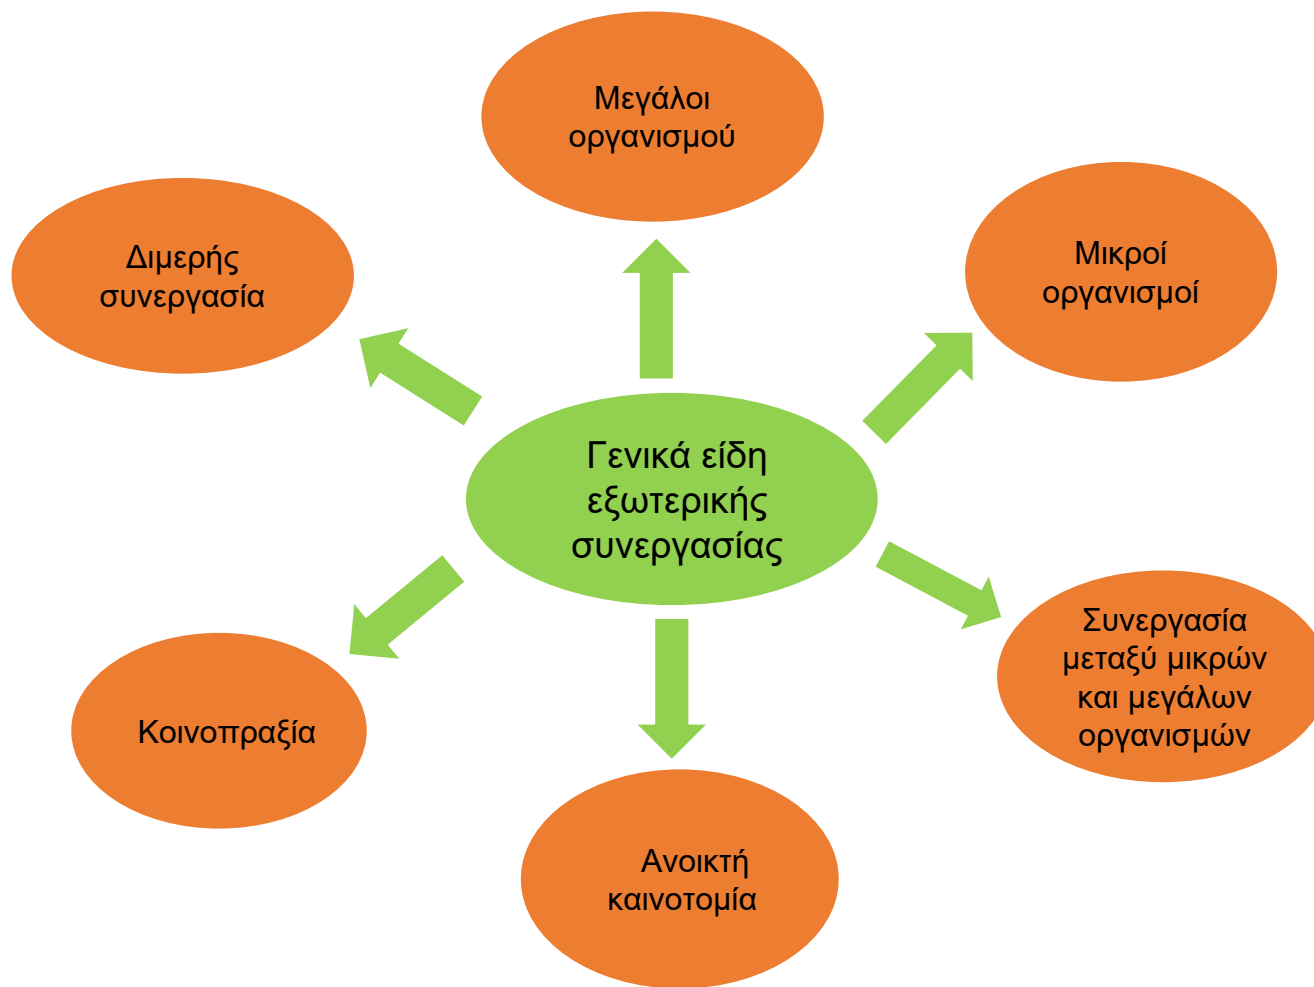 Μεγάλοι
οργανισμού
Διμερής
συνεργασία
Μικροί
οργανισμοί
Γενικά είδη
εξωτερικής
συνεργασίας
Συνεργασία
μεταξύ μικρών
και μεγάλων
οργανισμών
Κοινοπραξία
Ανοικτή
καινοτομία